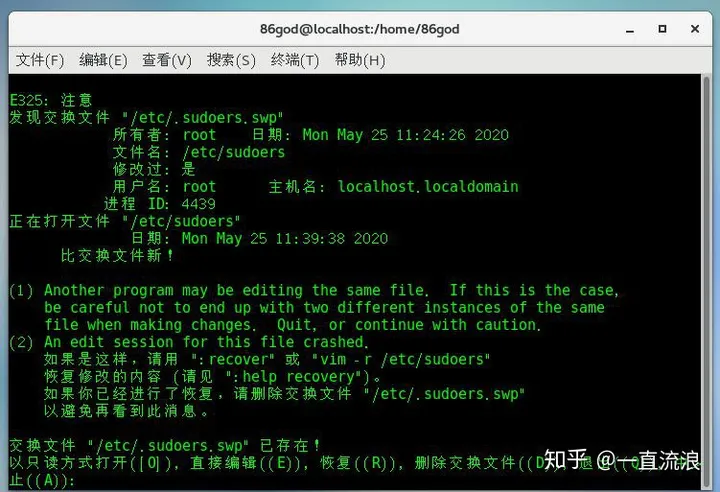 86god@localhost:/home/86god
文件(F) 编辑(E) 查看(V) 搜索(S) 终端(T) 帮助(H)
E325: 注意
发现交换文件 "/etc/.sudoers.swp"
所有者: root 日期: Mon May 25 11:24:26 2020
文件名: /etc/sudoers
修改过: 是
用户名: root 主机名: localhost.localdomain
进程 ID: 4439
正在打开文件 "/etc/sudoers"
日期: Mon May 25 11:39:38 2020
比交换文件新！
(1) Another program may be editing the same file. If this is the case,
be careful not to end up with two different instances of the same
file when making changes. Quit, or continue with caution.
(2) An edit session for this file crashed.
如果是这样，请用 ":recover" 或 "vim -r /etc/sudoers"
恢复修改的内容 (请见 ":help recovery")。
如果你已经进行了恢复，请删除交换文件 "/etc/.sudoers.swp"
以避免再看到此消息。
交换文件 "/etc/.sudoers.swp" 已存在！
以只读方式打开([O]), 直接编辑((E)), 恢复((R)), 删除交换文件((D)), 退
止((A)):
知乎 @一直流浪